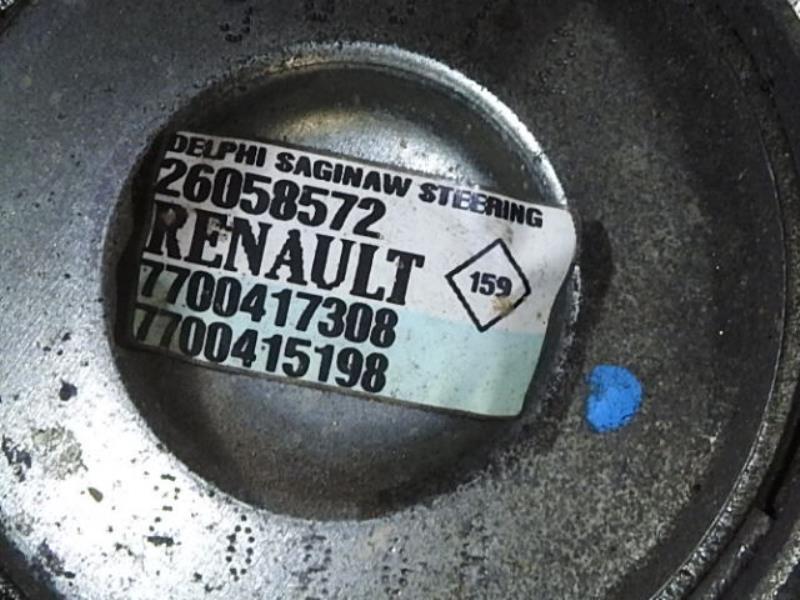 DELPHI SAGINAW STEERING
26058572
RENAULT
159
7700417308
7700415198